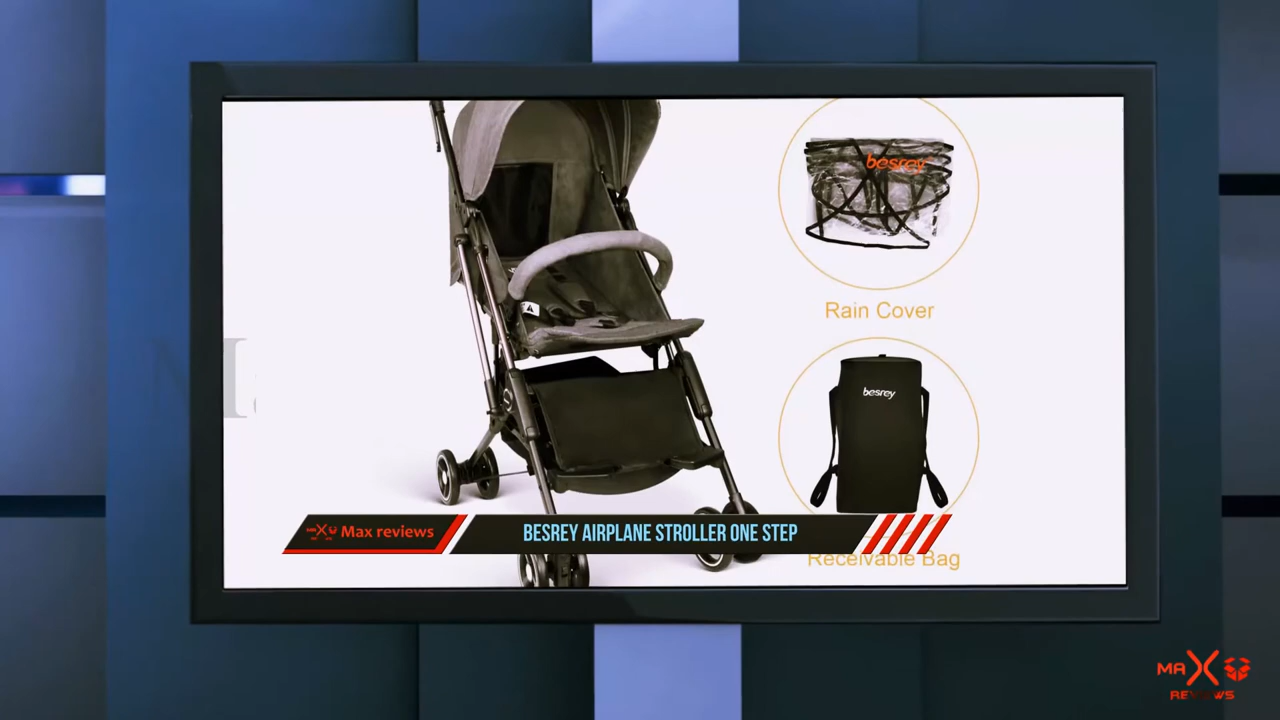 besrey
Rain Cover
besrey
Max reviews
BESREY AIRPLANE STROLLER ONE STEP
Receivable Bag
MAX
REVIEWS